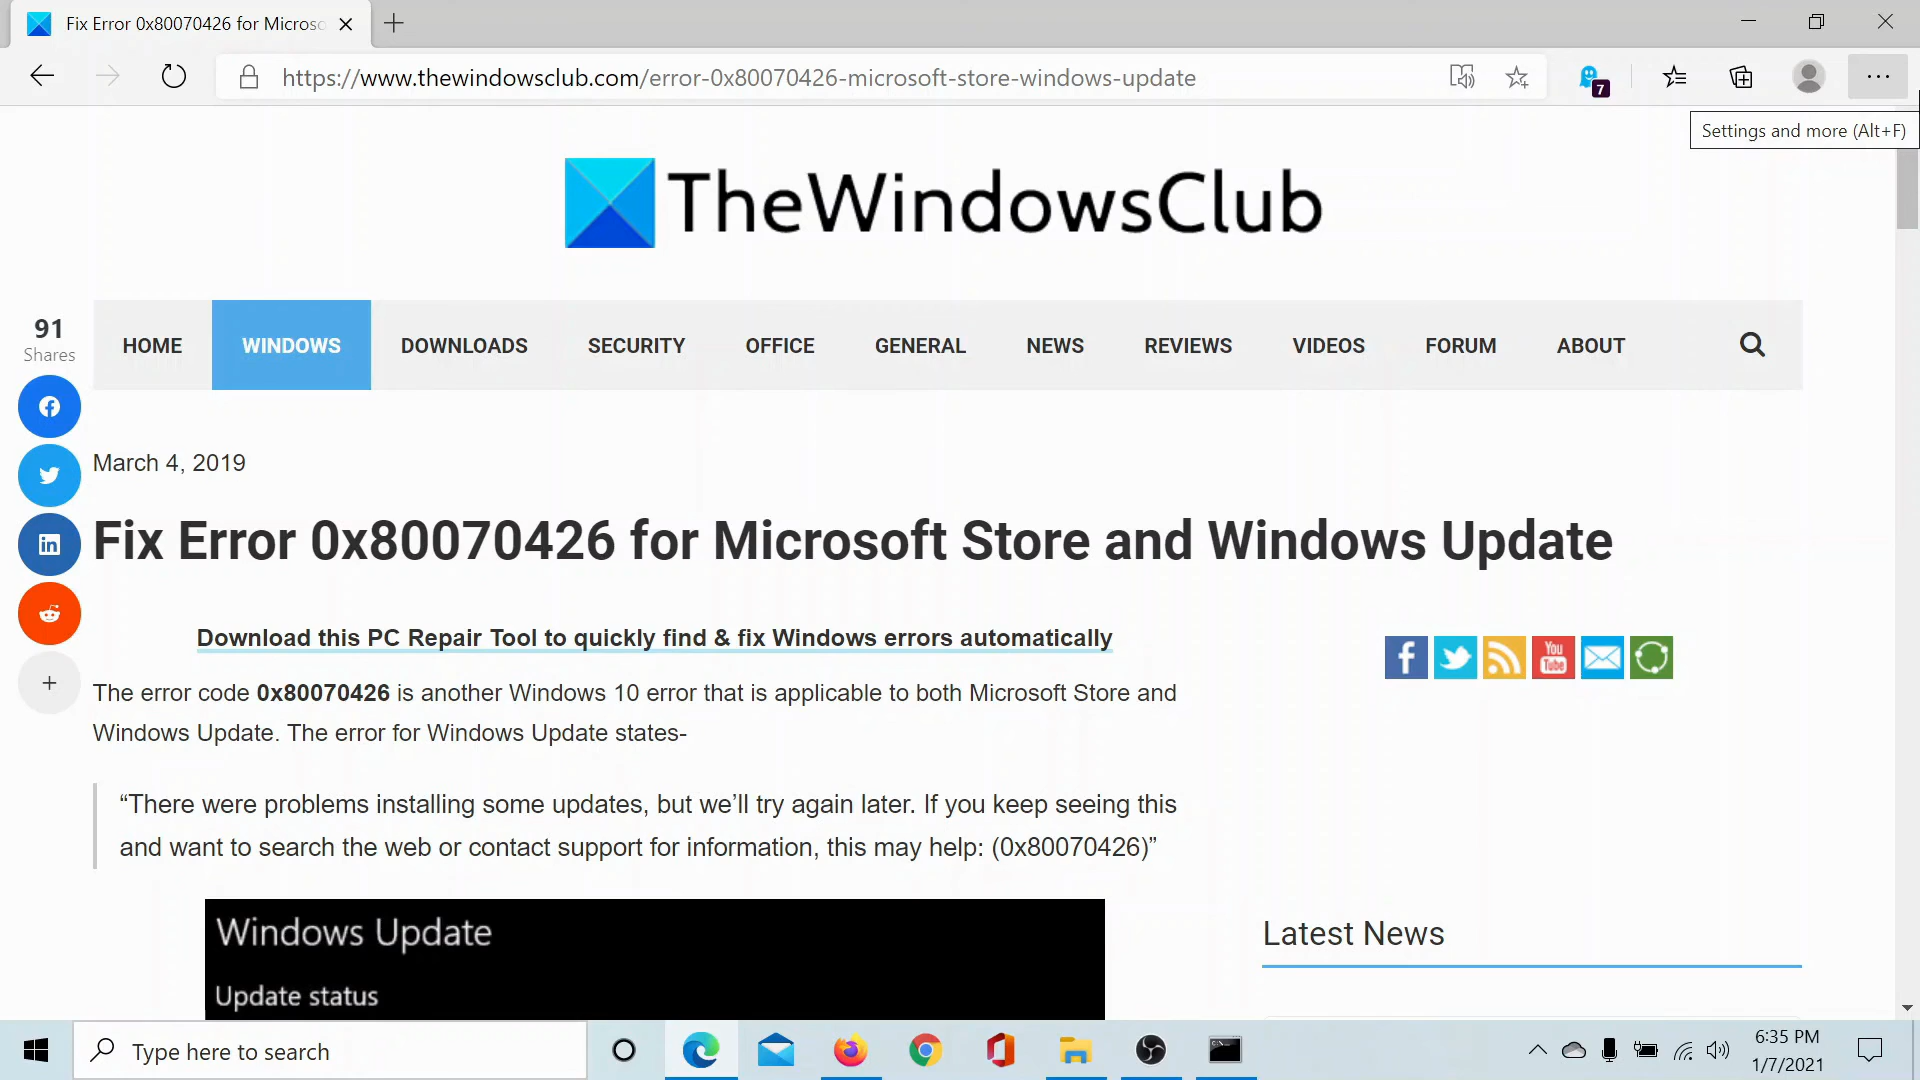 Fix Error 0x80070426 for Microso
https://www.thewindowsclub.com/error-0x80070426-microsoft-store-windows-update
7
Settings and more (Alt+F)
TheWindowsClub
91
Shares
HOME
WINDOWS
DOWNLOADS
SECURITY
OFFICE
GENERAL
NEWS
REVIEWS
VIDEOS
FORUM
ABOUT
March 4, 2019
Fix Error 0x80070426 for Microsoft Store and Windows Update
Download this PC Repair Tool to quickly find & fix Windows errors automatically
The error code 0x80070426 is another Windows 10 error that is applicable to both Microsoft Store and
Windows Update. The error for Windows Update states-
“There were problems installing some updates, but we’ll try again later. If you keep seeing this
and want to search the web or contact support for information, this may help: (0x80070426)”
You
Tube
Windows Update
Update status
Latest News
Type here to search
6:35 PM
1/7/2021